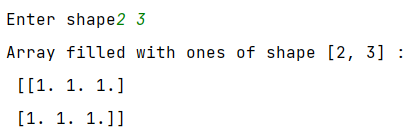 Enter shape2 3
Array filled with ones of shape [2, 3] :
 [[1. 1. 1.]
 [1. 1. 1.]]